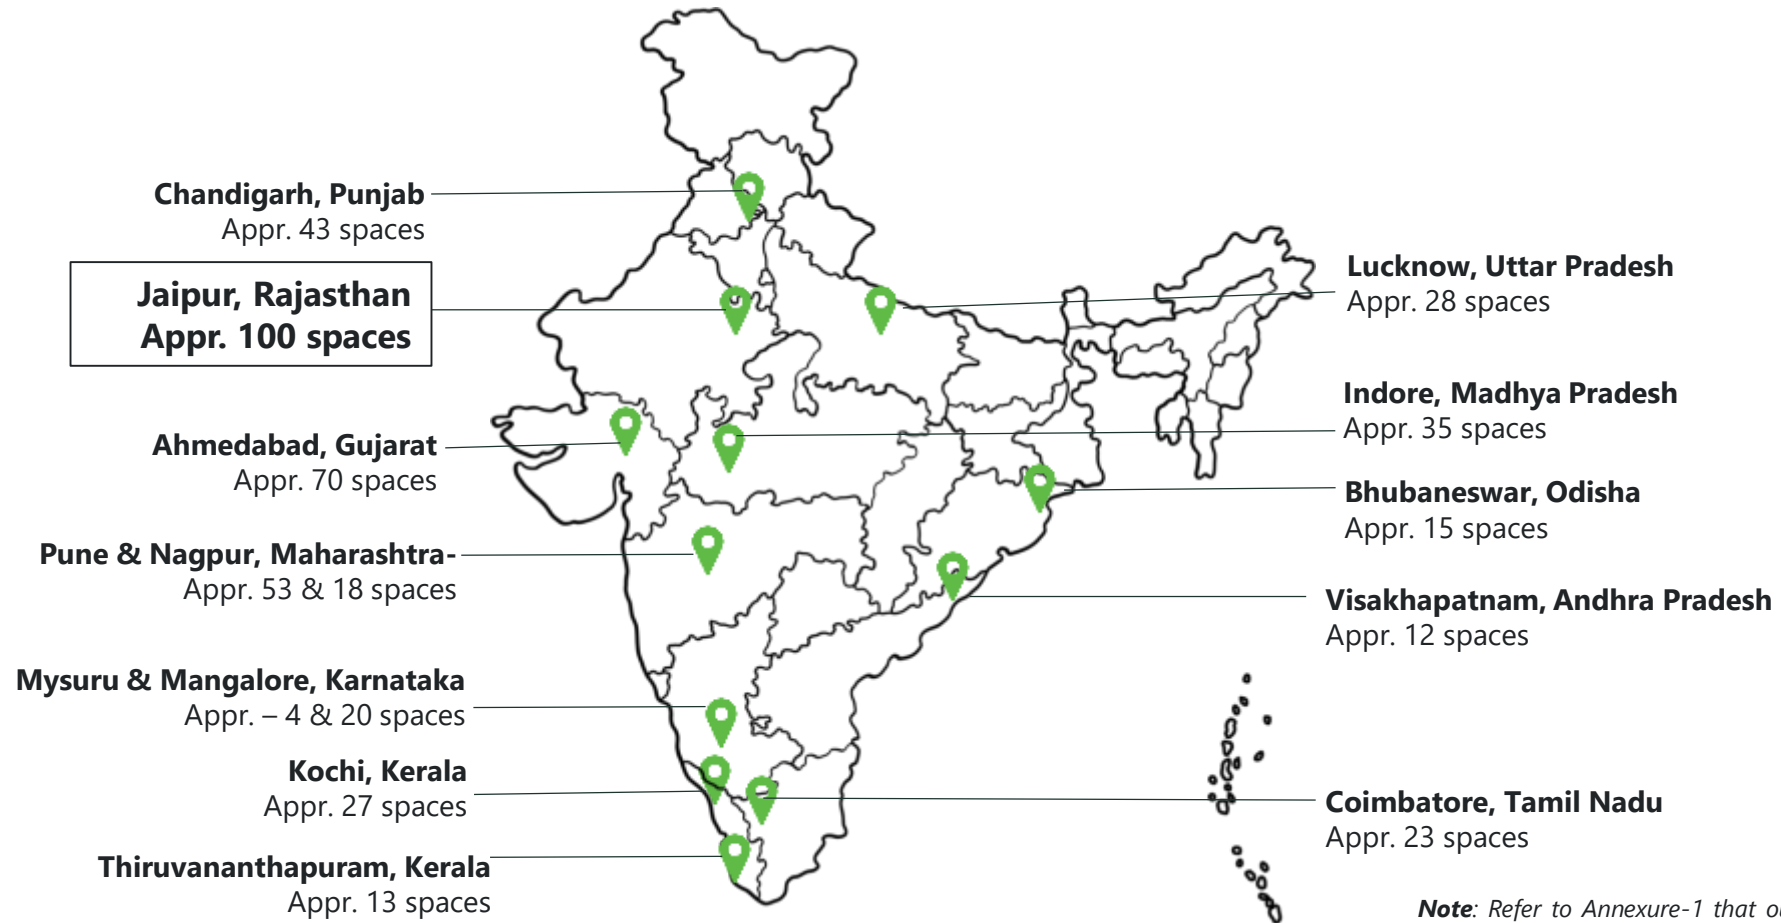 Chandigarh, Punjab
Appr. 43 spaces
Jaipur, Rajasthan
Appr. 100 spaces
Ahmedabad, Gujarat
Appr. 70 spaces
Pune & Nagpur, Maharashtra-
Appr. 53 & 18 spaces
Mysuru & Mangalore, Karnataka
Appr. – 4 & 20 spaces
Kochi, Kerala
Appr. 27 spaces
Thiruvananthapuram, Kerala
Appr. 13 spaces
Lucknow, Uttar Pradesh
Appr. 28 spaces
Indore, Madhya Pradesh
Appr. 35 spaces
Bhubaneswar, Odisha
Appr. 15 spaces
Visakhapatnam, Andhra Pradesh
Appr. 12 spaces
Coimbatore, Tamil Nadu
Appr. 23 spaces
Note: Refer to Annexure-1 that